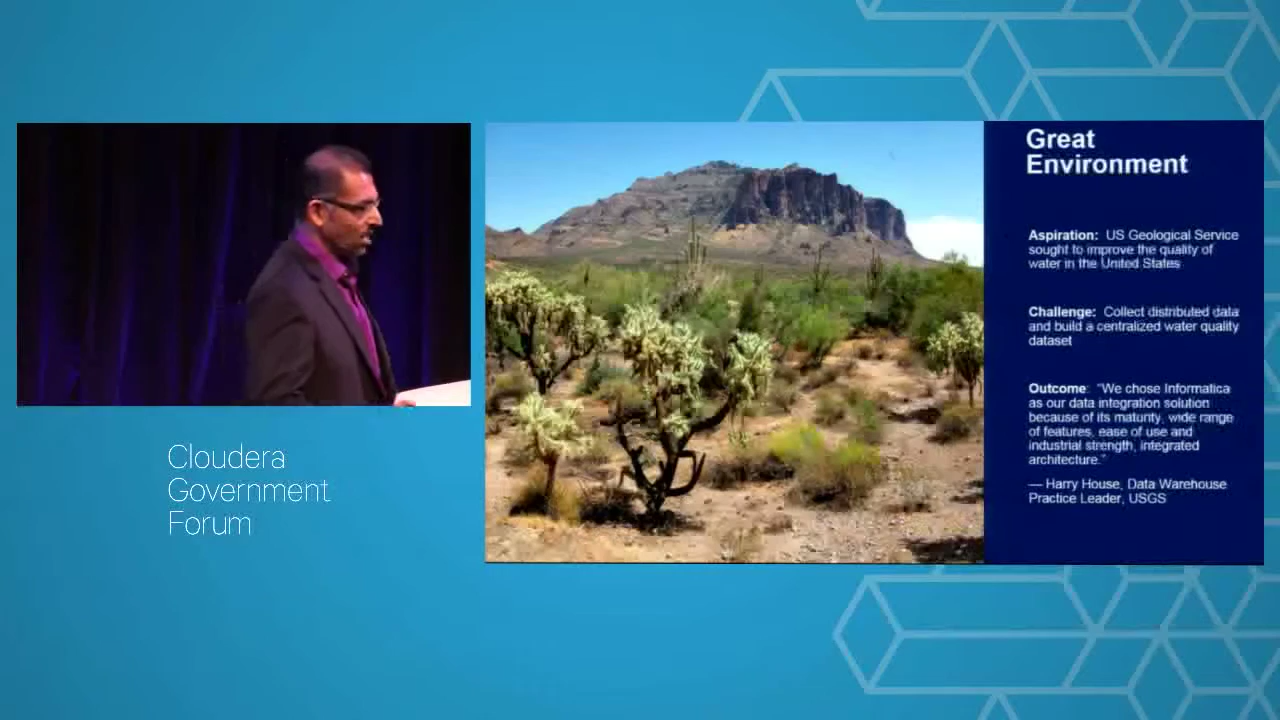 Cloudera
Government
Forum
Great
Environment
Aspiration: US Geological Service
sought to improve the quality of
water in the United States
Challenge: Collect distributed data
and build a centralized water quality
dataset
Outcome: "We chose Informatica
as our data integration solution
because of its maturity, wide range
of features, ease of use and
industrial strength, integrated
architecture."
— Harry House, Data Warehouse
Practice Leader, USGS